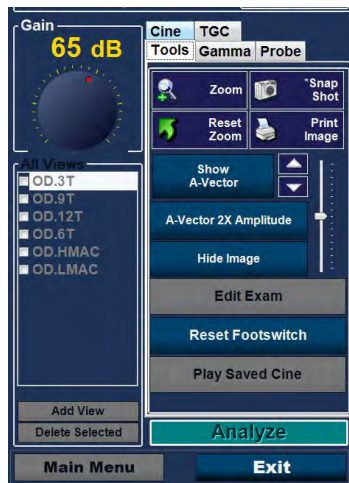 Gain
65 dB
Cine TGC
Tools Gamma Probe
Zoom
*Snap
Shot
Reset
Zoom
Print
Image
All Views
OD.3T
OD.9T
OD.12T
OD.6T
OD.HMAC
OD.LMAC
Show
A-Vector
A-Vector 2X Amplitude
Hide Image
Edit Exam
Reset Footswitch
Play Saved Cine
Add View
Delete Selected
Analyze
Main Menu
Exit